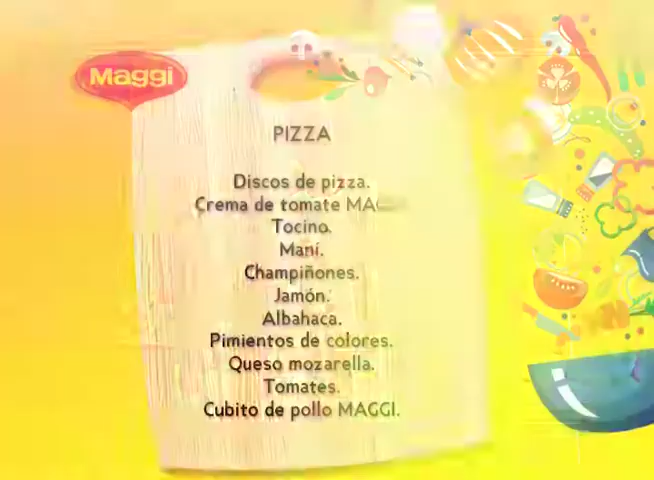 Maggi
PIZZA
Discos de pizza.
Crema de tomate
Tocino.
Maní.
Champiñones.
Jamón.
Albahaca.
Pimientos de colores.
Queso mozarella.
Tomates.
Cubito de pollo MAGGI.